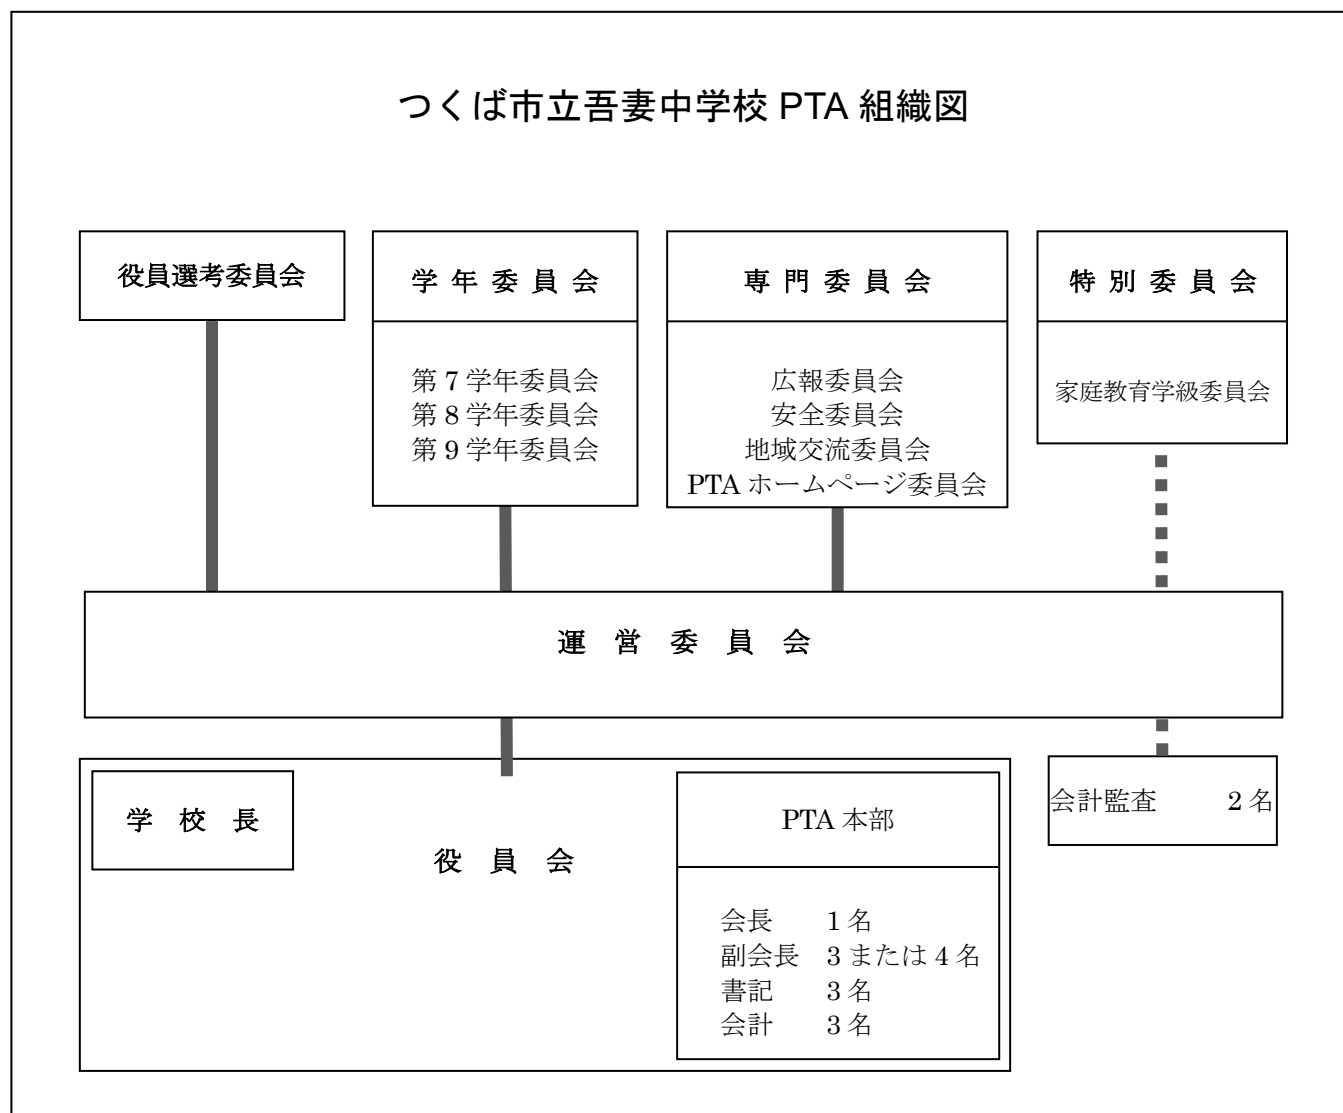 つくば市立吾妻中学校 PTA 組織図
役員選考委員会
学年委員会
第 7 学年委員会
第 8 学年委員会
第 9 学年委員会
専門委員会
広報委員会
安全委員会
地域交流委員会
PTA ホームページ委員会
特別委員会
家庭教育学級委員会
運営委員会
学校長
役員会
PTA 本部
会長 1 名
副会長 3 または 4 名
書記 3 名
会計 3 名
会計監査 2 名